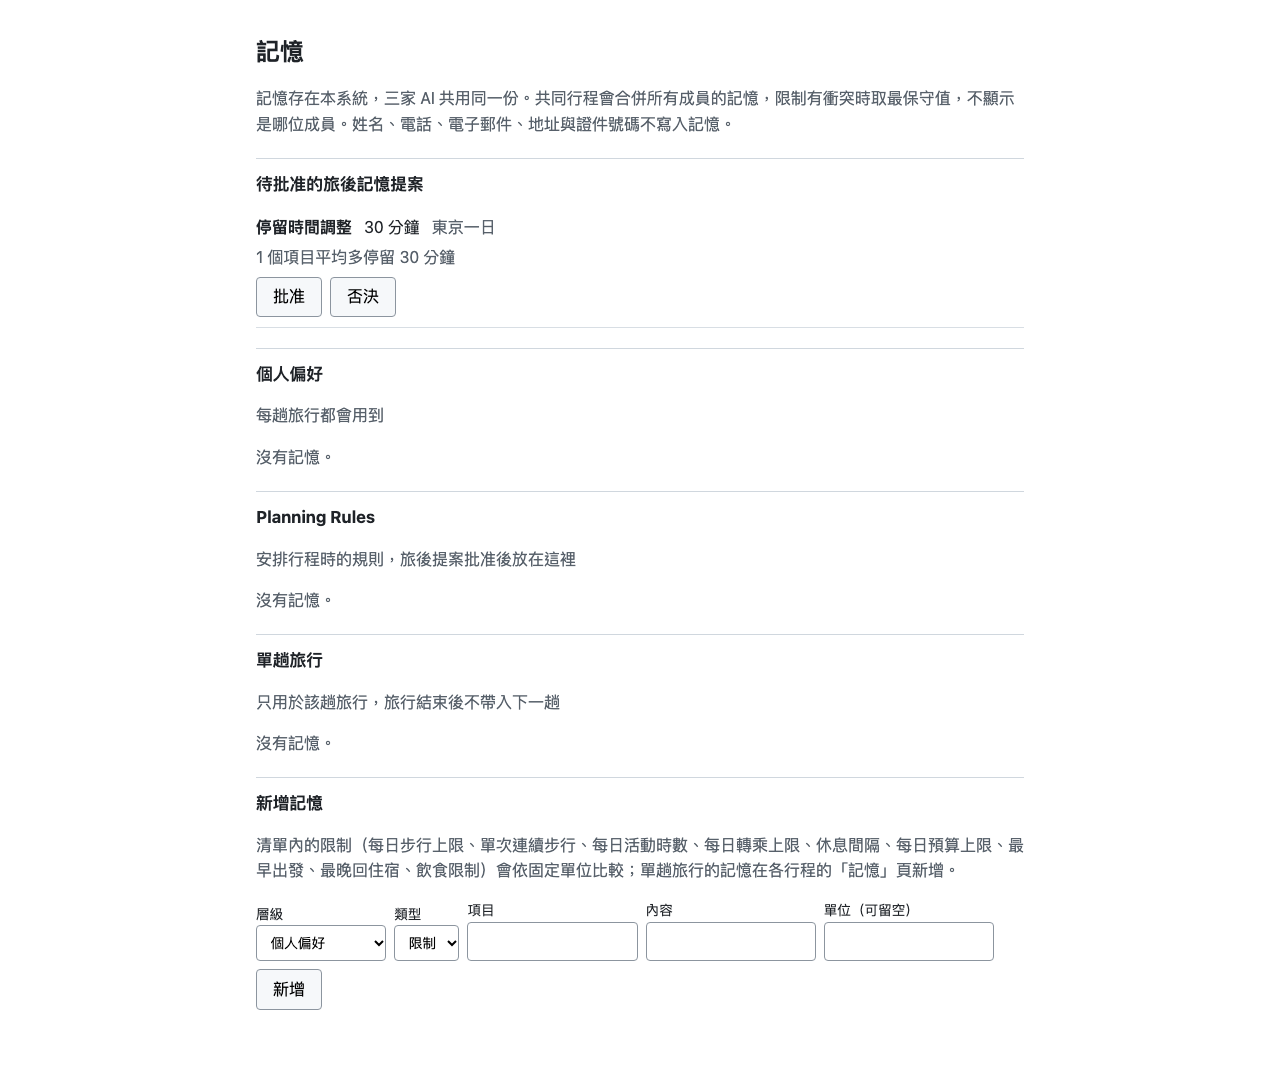 記憶
記憶存在本系統，三家 AI 共用同一份。共同行程會合併所有成員的記憶，限制有衝突時取最保守值，不顯示
是哪位成員。姓名、電話、電子郵件、地址與證件號碼不寫入記憶。
待批准的旅後記憶提案
停留時間調整 30 分鐘 東京一日
1 個項目平均多停留 30 分鐘
批准 否決
個人偏好
每趟旅行都會用到
沒有記憶。
Planning Rules
安排行程時的規則，旅後提案批准後放在這裡
沒有記憶。
單趟旅行
只用於該趟旅行，旅行結束後不帶入下一趟
沒有記憶。
新增記憶
清單內的限制（每日步行上限、單次連續步行、每日活動時數、每日轉乘上限、休息間隔、每日預算上限、最
早出發、最晚回住宿、飲食限制）會依固定單位比較；單趟旅行的記憶在各行程的「記憶」頁新增。
層級 類型 項目 內容 單位（可留空）
個人偏好 限制
新增